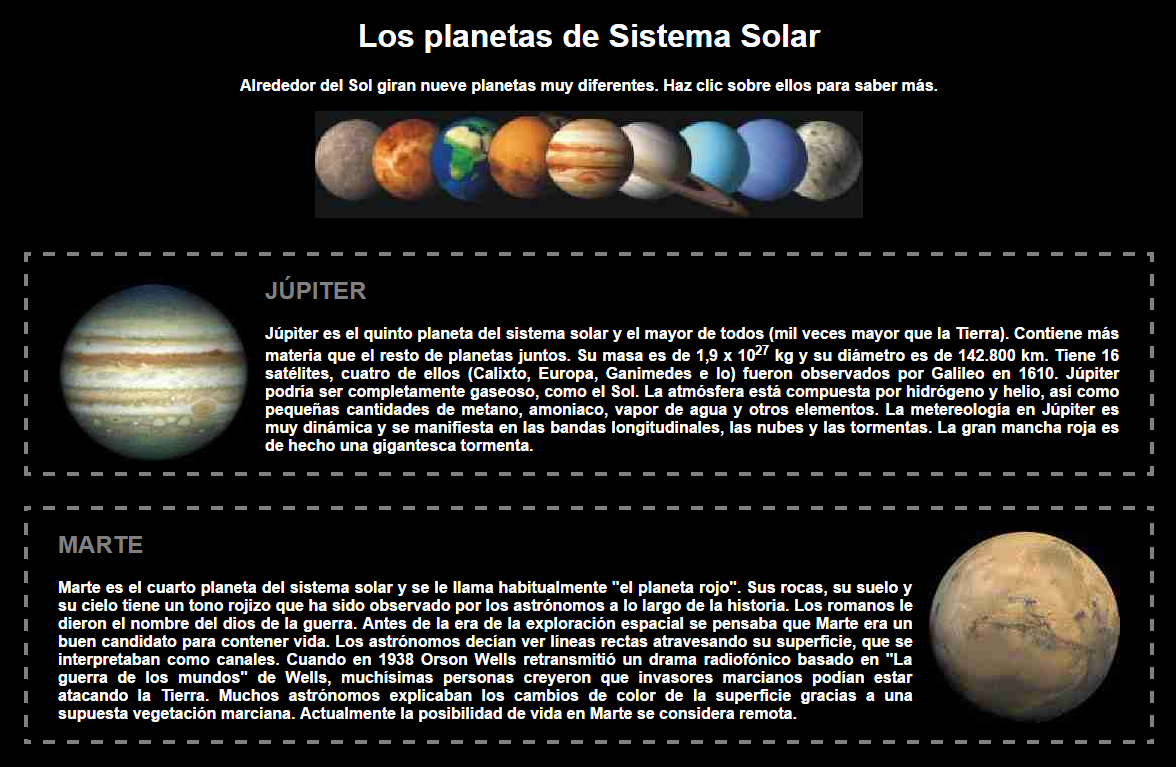 Los planetas de Sistema Solar
Alrededor del Sol giran nueve planetas muy diferentes. Haz clic sobre ellos para saber más.
JÚPITER
Júpiter es el quinto planeta del sistema solar y el mayor de todos (mil veces mayor que la Tierra). Contiene más
materia que el resto de planetas juntos. Su masa es de 1,9 x 10²⁷ kg y su diámetro es de 142.800 km. Tiene 16
satélites, cuatro de ellos (Calixto, Europa, Ganimedes e Io) fueron observados por Galileo en 1610. Júpiter
podría ser completamente gaseoso, como el Sol. La atmósfera está compuesta por hidrógeno y helio, así como
pequeñas cantidades de metano, amoniaco, vapor de agua y otros elementos. La metereología en Júpiter es
muy dinámica y se manifiesta en las bandas longitudinales, las nubes y las tormentas. La gran mancha roja es
de hecho una gigantesca tormenta.
MARTE
Marte es el cuarto planeta del sistema solar y se le llama habitualmente "el planeta rojo". Sus rocas, su suelo y
su cielo tiene un tono rojizo que ha sido observado por los astrónomos a lo largo de la historia. Los romanos le
dieron el nombre del dios de la guerra. Antes de la era de la exploración espacial se pensaba que Marte era un
buen candidato para contener vida. Los astrónomos decían ver líneas rectas atravesando su superficie, que se
interpretaban como canales. Cuando en 1938 Orson Wells retransmitió un drama radiofónico basado en "La
guerra de los mundos" de Wells, muchísimas personas creyeron que invasores marcianos podían estar
atacando la Tierra. Muchos astrónomos explicaban los cambios de color de la superficie gracias a una
supuesta vegetación marciana. Actualmente la posibilidad de vida en Marte se considera remota.